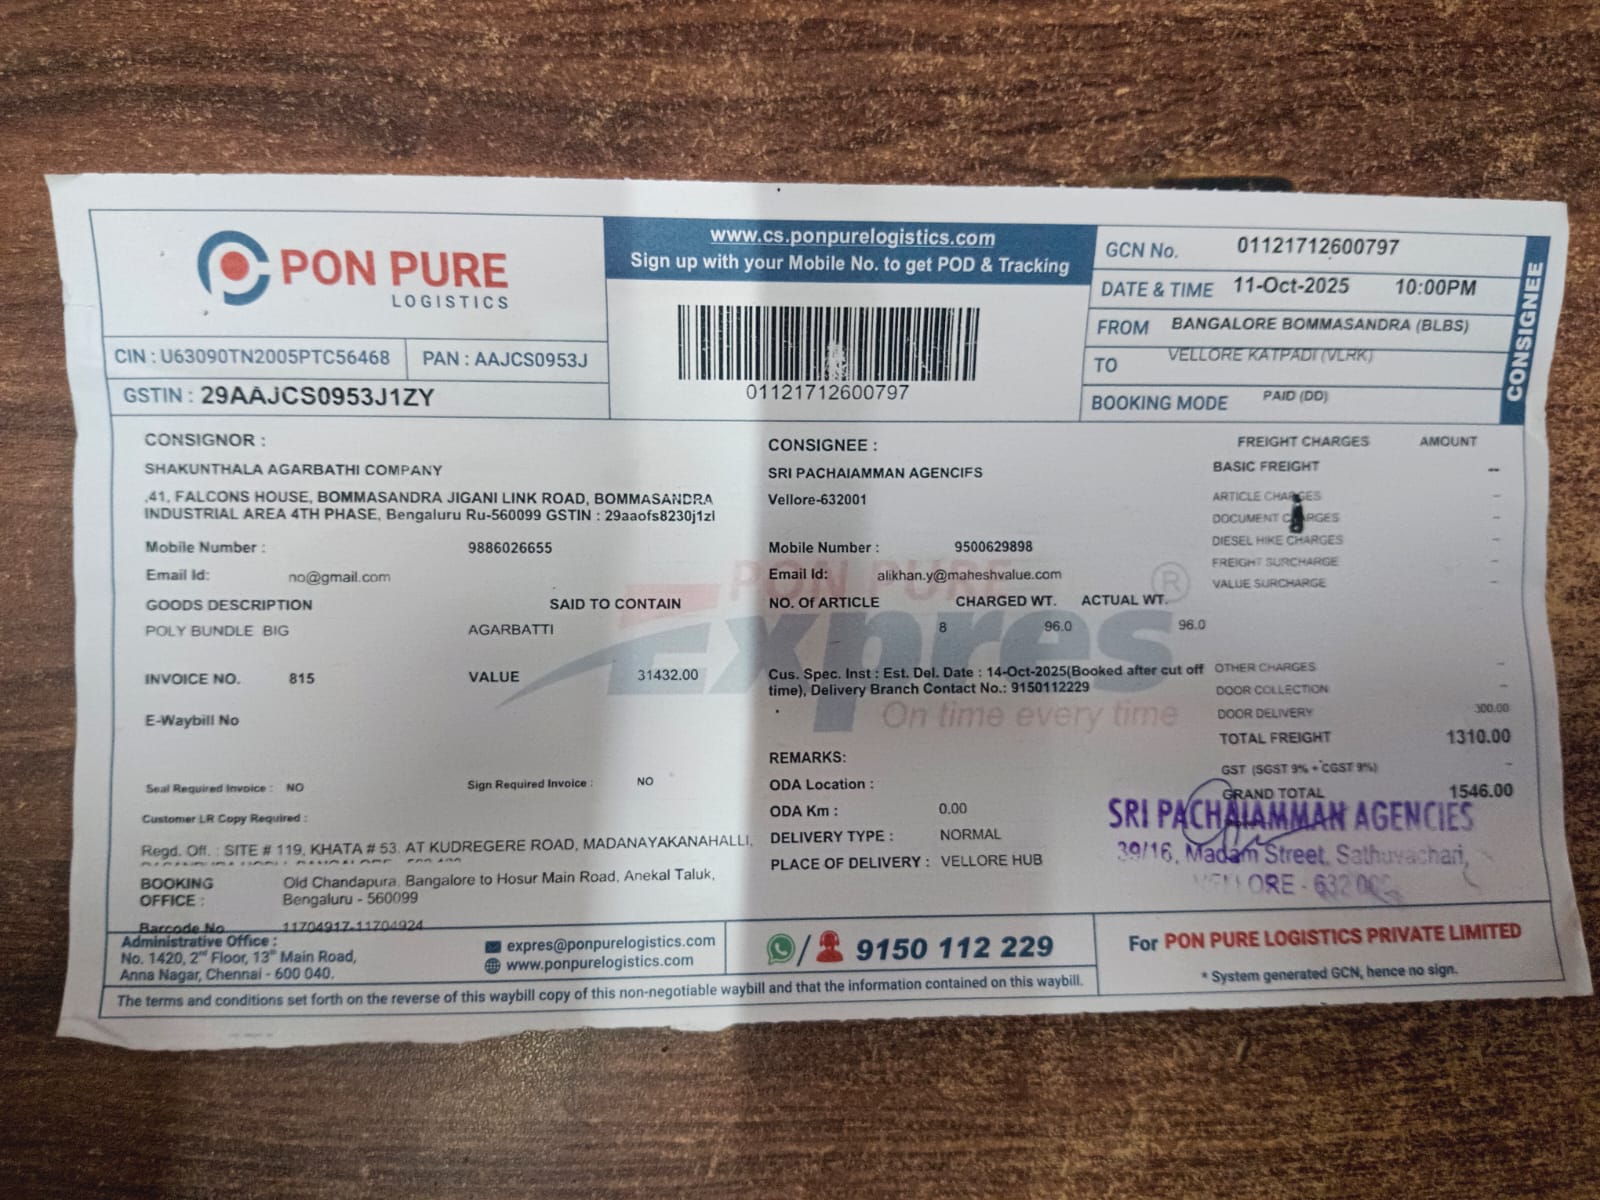 PON PURE
LOGISTICS
CIN : U63090TN2005PTC56468 PAN : AAJCS0953J
GSTIN : 29AAJCS0953J1ZY
www.cs.ponpurelogistics.com
Sign up with your Mobile No. to get POD & Tracking
01121712600797
GCN No. 01121712600797
DATE & TIME 11-Oct-2025 10:00PM
FROM BANGALORE BOMMASANDRA (BLBS)
TO VELLORE KATPADI (VLRK)
BOOKING MODE PAID (DD)
CONSIGNEE
CONSIGNOR :
SHAKUNTHALA AGARBATHI COMPANY
,41, FALCONS HOUSE, BOMMASANDRA JIGANI LINK ROAD, BOMMASANDRA
INDUSTRIAL AREA 4TH PHASE, Bengaluru Ru-560099 GSTIN : 29aaofs8230j1zl
Mobile Number : 9886026655
Email Id: no@gmail.com
GOODS DESCRIPTION SAID TO CONTAIN
POLY BUNDLE BIG AGARBATTI
INVOICE NO. 815 VALUE 31432.00
E-Waybill No
Seal Required Invoice : NO Sign Required Invoice : NO
Customer LR Copy Required :
Regd. Off. : SITE # 119, KHATA # 53, AT KUDREGERE ROAD, MADANAYAKANAHALLI,
BOOKING OFFICE : Old Chandapura, Bangalore to Hosur Main Road, Anekal Taluk,
Bengaluru - 560099
Barcode No 11704917-11704924
CONSIGNEE :
SRI PACHAIAMMAN AGENCIES
Vellore-632001
Mobile Number : 9500629898
Email Id: alikhan.y@maheshvalue.com
NO. Of ARTICLE CHARGED WT. ACTUAL WT.
8 96.0 96.0
Cus. Spec. Inst : Est. Del. Date : 14-Oct-2025(Booked after cut off
time), Delivery Branch Contact No.: 9150112229
REMARKS:
ODA Location :
ODA Km : 0.00
DELIVERY TYPE : NORMAL
PLACE OF DELIVERY : VELLORE HUB
PON PURE
Expres ®
On time every time
FREIGHT CHARGES AMOUNT
BASIC FREIGHT --
ARTICLE CHARGES -
DOCUMENT CHARGES -
DIESEL HIKE CHARGES -
FREIGHT SURCHARGE -
VALUE SURCHARGE -
OTHER CHARGES -
DOOR COLLECTION -
DOOR DELIVERY 300.00
TOTAL FREIGHT 1310.00
GST (SGST 9% + CGST 9%) -
GRAND TOTAL 1546.00
SRI PACHAIAMMAN AGENCIES
39/16, Madam Street, Sathuvachari,
VELLORE -
Administrative Office :
No. 1420, 2nd Floor, 13th Main Road,
Anna Nagar, Chennai - 600 040.
expres@ponpurelogistics.com
www.ponpurelogistics.com
/ 9150 112 229
For PON PURE LOGISTICS PRIVATE LIMITED
* System generated GCN, hence no sign.
The terms and conditions set forth on the reverse of this waybill copy of this non-negotiable waybill and that the information contained on this waybill.